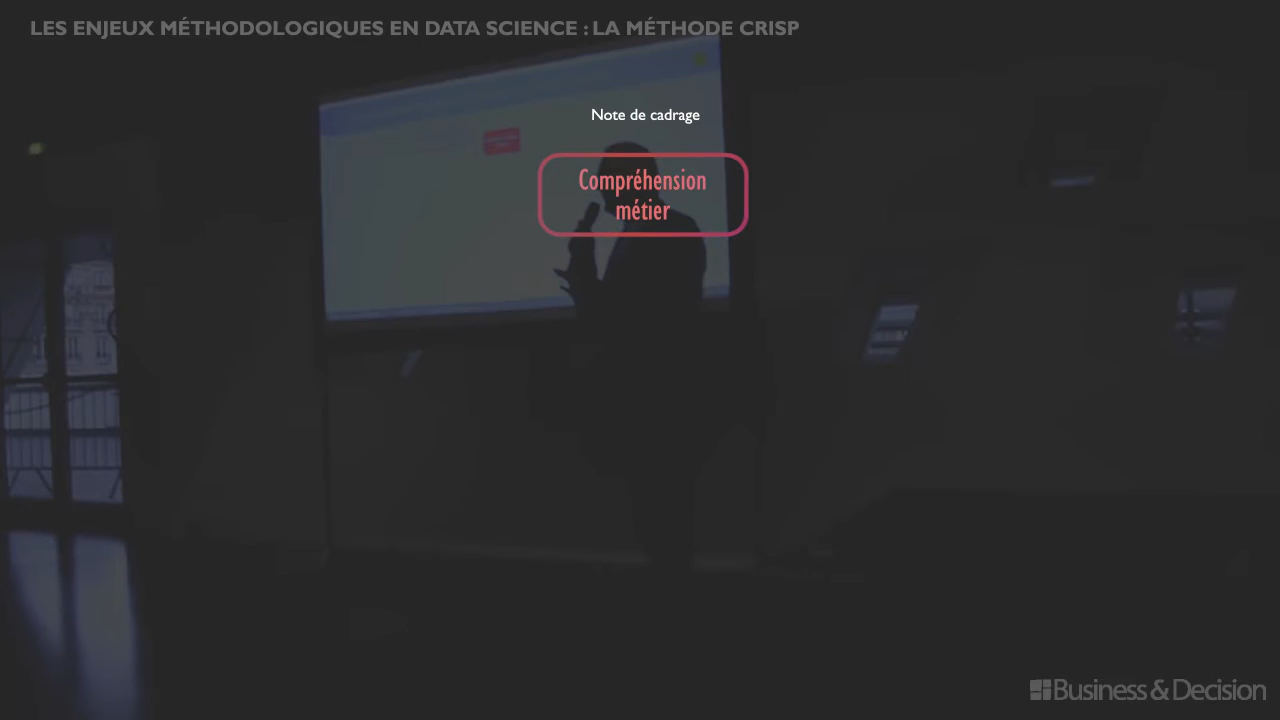 LES ENJEUX MÉTHODOLOGIQUES EN DATA SCIENCE : LA MÉTHODE CRISP
Note de cadrage
Compréhension
métier
Business & Decision